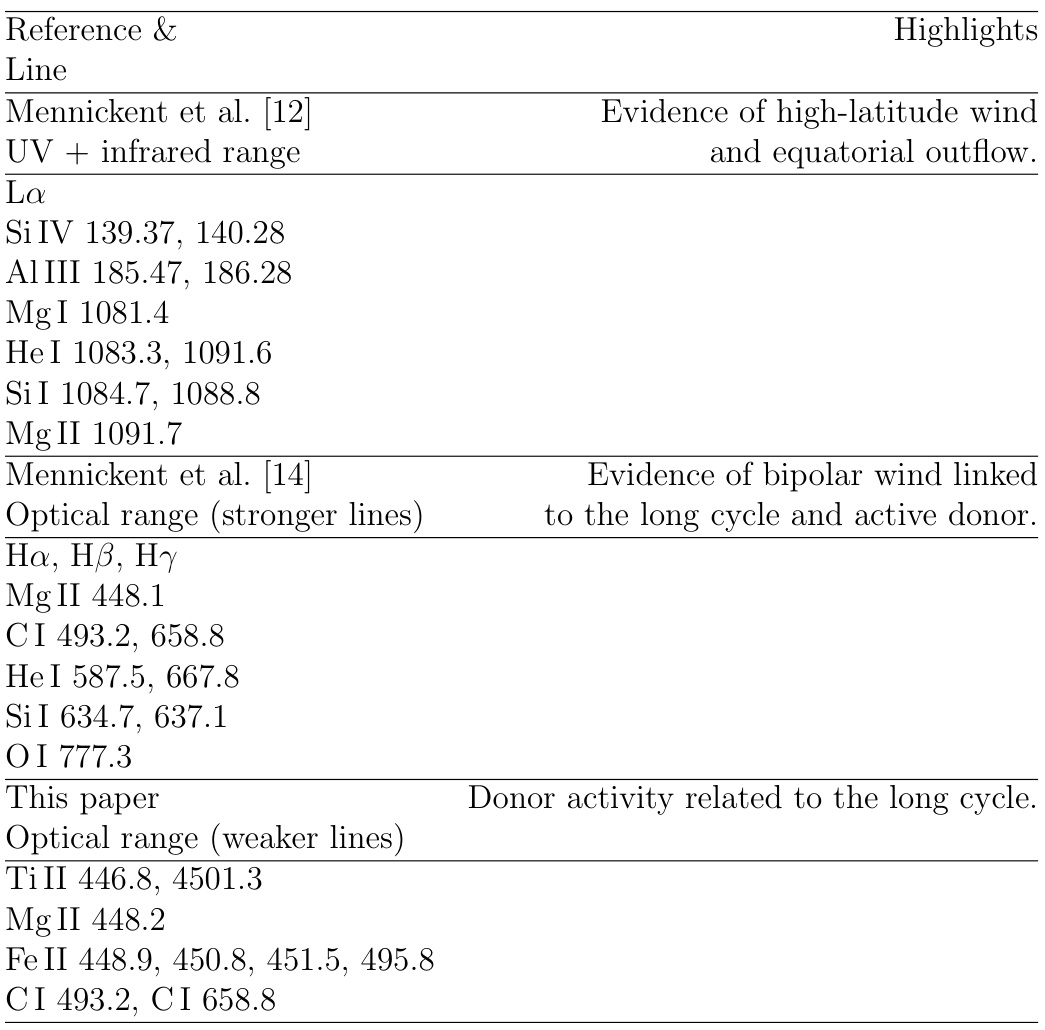 Reference & Highlights
Line
Mennickent et al. [12] Evidence of high-latitude wind
UV + infrared range and equatorial outflow.
Lα
Si IV 139.37, 140.28
Al III 185.47, 186.28
Mg I 1081.4
He I 1083.3, 1091.6
Si I 1084.7, 1088.8
Mg II 1091.7
Mennickent et al. [14] Evidence of bipolar wind linked
Optical range (stronger lines) to the long cycle and active donor.
Hα, Hβ, Hγ
Mg II 448.1
C I 493.2, 658.8
He I 587.5, 667.8
Si I 634.7, 637.1
O I 777.3
This paper Donor activity related to the long cycle.
Optical range (weaker lines)
Ti II 446.8, 4501.3
Mg II 448.2
Fe II 448.9, 450.8, 451.5, 495.8
C I 493.2, C I 658.8